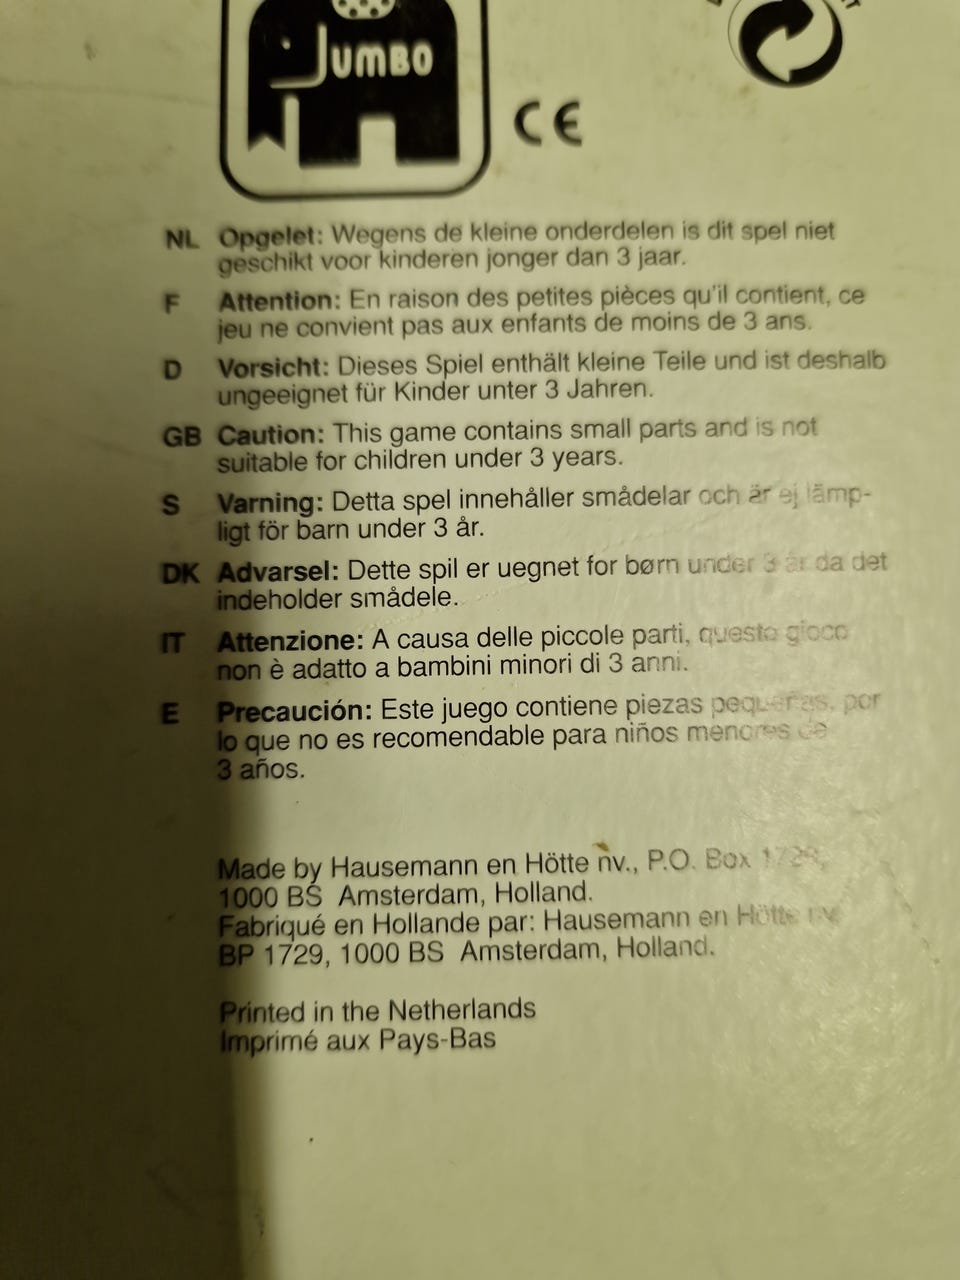 JUMBO
CE
NL Opgelet: Wegens de kleine onderdelen is dit spel niet
geschikt voor kinderen jonger dan 3 jaar.
F Attention: En raison des petites pièces qu'il contient, ce
jeu ne convient pas aux enfants de moins de 3 ans.
D Vorsicht: Dieses Spiel enthält kleine Teile und ist deshalb
ungeeignet für Kinder unter 3 Jahren.
GB Caution: This game contains small parts and is not
suitable for children under 3 years.
S Varning: Detta spel innehåller smådelar och är ej lämp-
ligt för barn under 3 år.
DK Advarsel: Dette spil er uegnet for børn under 3 år da det
indeholder smådele.
IT Attenzione: A causa delle piccole parti, questo gioco
non è adatto a bambini minori di 3 anni.
E Precaución: Este juego contiene piezas pequeñas, por
lo que no es recomendable para niños menores de
3 años.
Made by Hausemann en Hötte nv., P.O. Box 1729,
1000 BS Amsterdam, Holland.
Fabriqué en Hollande par: Hausemann en Hötte nv.
BP 1729, 1000 BS Amsterdam, Holland.
Printed in the Netherlands
Imprimé aux Pays-Bas